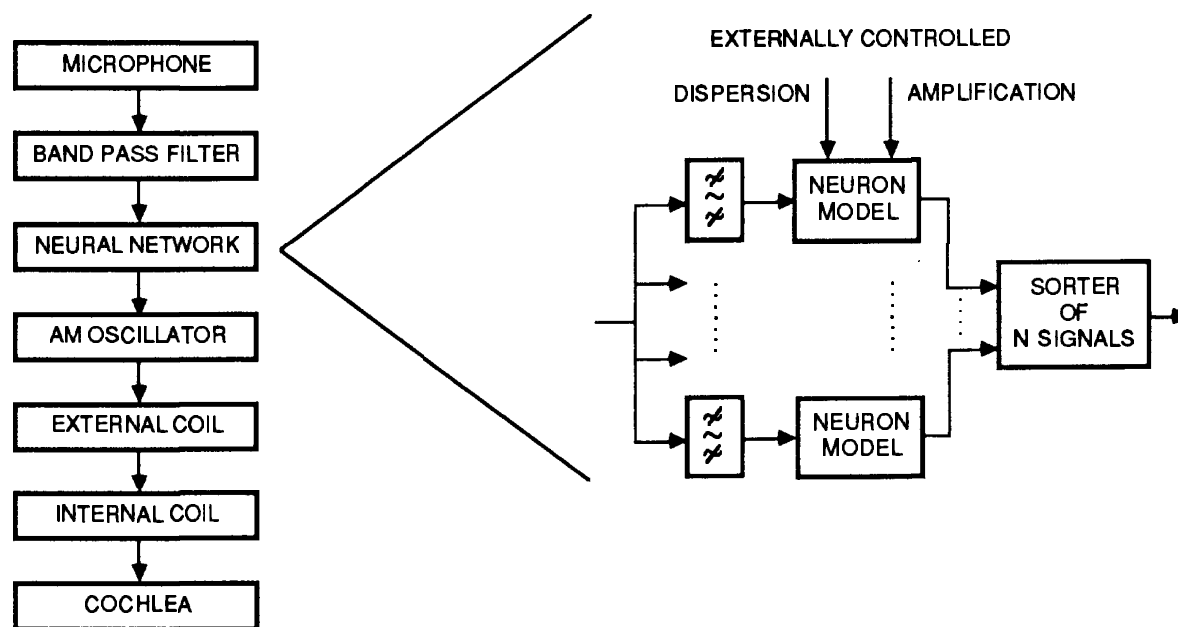 MICROPHONE
BAND PASS FILTER
NEURAL NETWORK
AM OSCILLATOR
EXTERNAL COIL
INTERNAL COIL
COCHLEA
EXTERNALLY CONTROLLED
DISPERSION
AMPLIFICATION
NEURON
MODEL
SORTER
OF
N SIGNALS
NEURON
MODEL